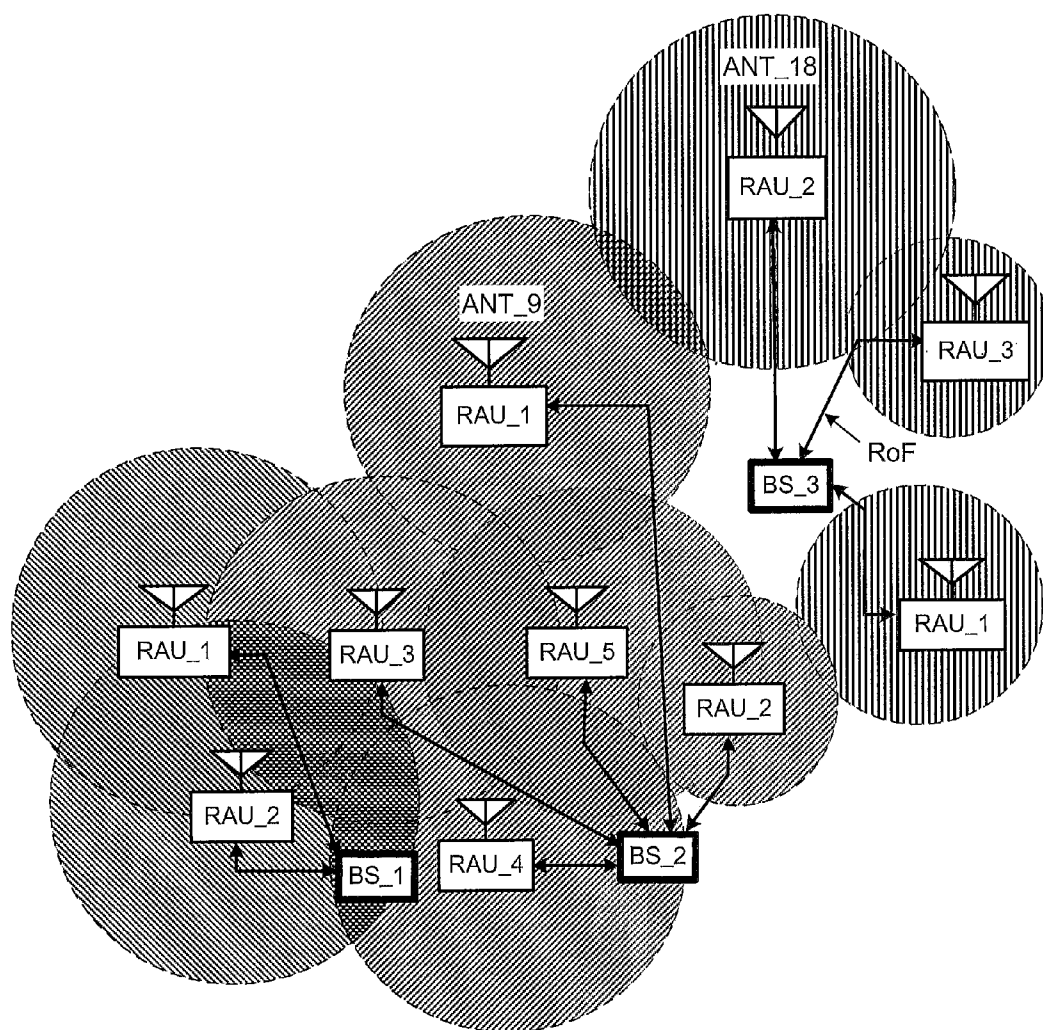 ANT_18
RAU_2
ANT_9
RAU_3
RAU_1
RoF
BS_3
RAU_1
RAU_1
RAU_3
RAU_5
RAU_2
RAU_2
RAU_4
BS_2
BS_1